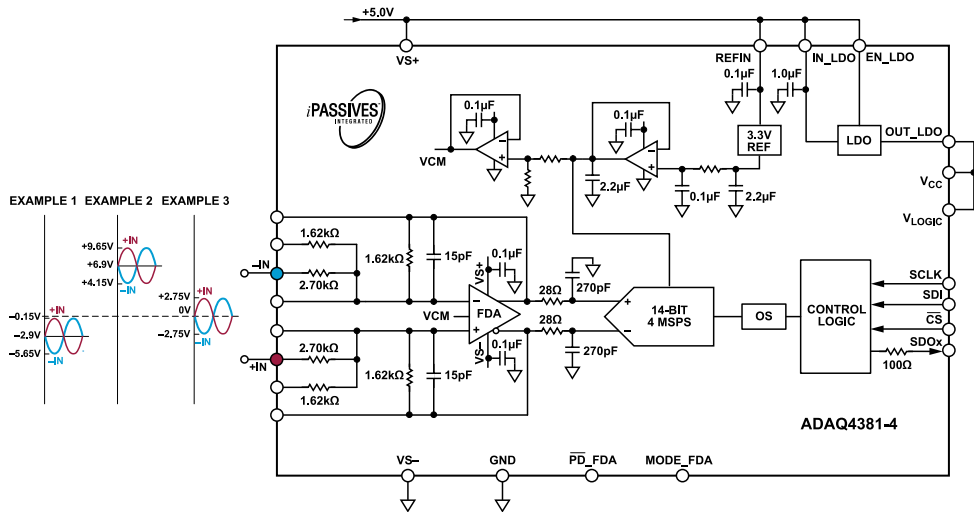 +5.0V
VS+
REFIN
IN_LDO
EN_LDO
0.1µF
1.0µF
iPASSIVES
INTEGRATED
0.1µF
0.1µF
3.3V
REF
LDO
OUT_LDO
VCM
2.2µF
0.1µF
2.2µF
VCC
VLOGIC
EXAMPLE 1
EXAMPLE 2
EXAMPLE 3
+9.65V
+IN
+6.9V
+4.15V
–IN
+2.75V
+IN
0V
–2.75V
–IN
–0.15V
+IN
–2.9V
–5.65V
–IN
1.62kΩ
–IN
2.70kΩ
1.62kΩ
15pF
VS+
0.1µF
270pF
28Ω
VCM
FDA
28Ω
VS–
0.1µF
270pF
2.70kΩ
+IN
1.62kΩ
1.62kΩ
15pF
14-BIT
4 MSPS
OS
CONTROL
LOGIC
SCLK
SDI
CS
SDOx
100Ω
ADAQ4381-4
VS–
GND
PD_FDA
MODE_FDA